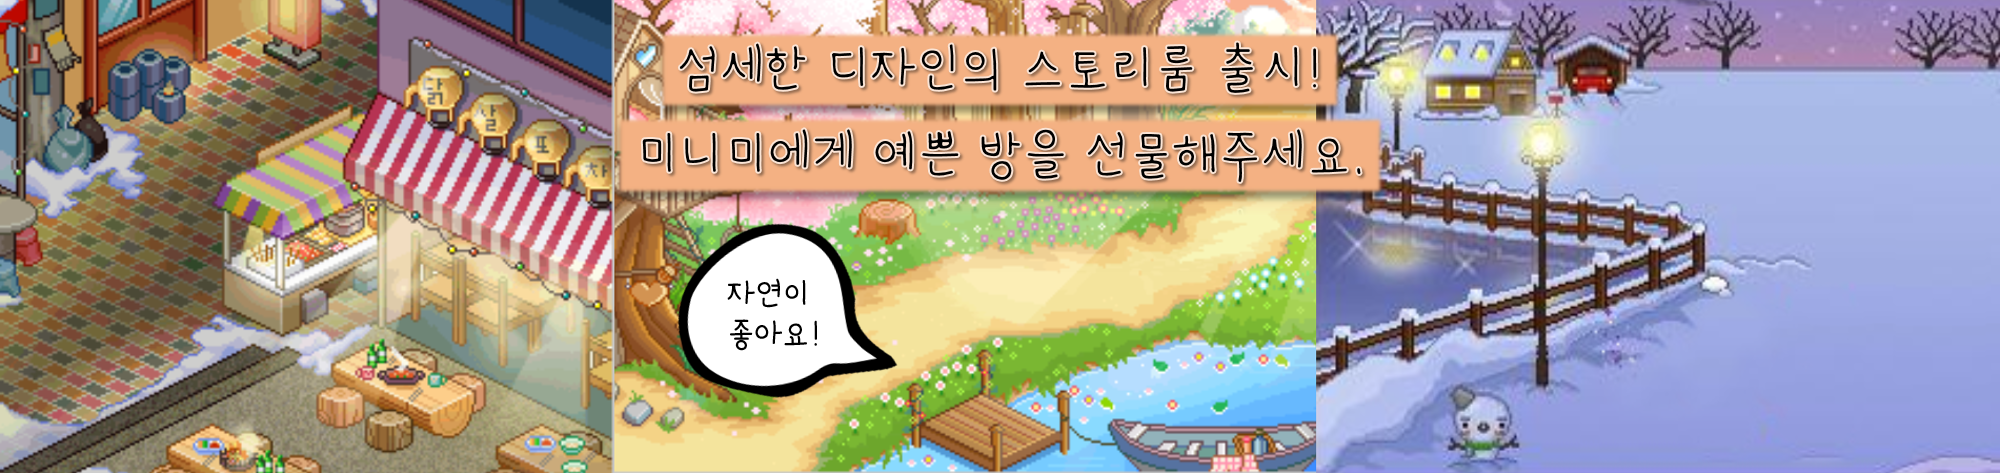 섬세한 디자인의 스토리룸 출시!
미니미에게 예쁜 방을 선물해주세요.
닭
발
포
차
자연이
좋아요!